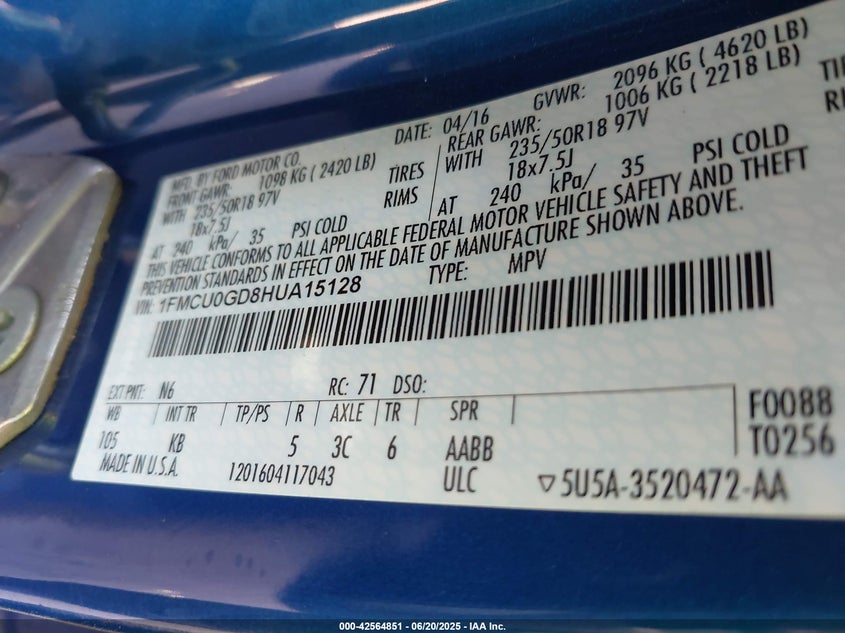 MFD. BY FORD MOTOR CO.
DATE: 04/16
GVWR: 2096 KG ( 4620 LB)
FRONT GAWR: 1098 KG ( 2420 LB)
REAR GAWR: 1006 KG ( 2218 LB)
WITH 235/50R18 97V TIRES
WITH 235/50R18 97V
18x7.5J RIMS
18x7.5J
AT 240 kPa/ 35 PSI COLD
AT 240 kPa/ 35 PSI COLD
THIS VEHICLE CONFORMS TO ALL APPLICABLE FEDERAL MOTOR VEHICLE SAFETY AND THEFT
PREVENTION STANDARDS IN EFFECT ON THE DATE OF MANUFACTURE SHOWN ABOVE.
VIN: 1FMCU0GD8HUA15128
TYPE: MPV
EXT PNT: N6 RC: 71 DSO:
WB | INT TR | TP/PS | R | AXLE | TR | SPR
105 KB 5 3C 6 AABB
F0088
T0256
MADE IN U.S.A. 1201604117043 ULC
▽5U5A-3520472-AA
000-42564851 - 06/20/2025 - IAA Inc.